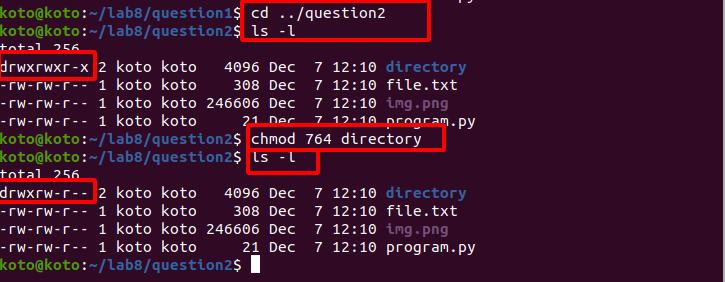 koto@koto:~/lab8/question1$ cd ../question2
koto@koto:~/lab8/question2$ ls -l
total 256
drwxrwxr-x 2 koto koto   4096 Dec  7 12:10 directory
-rw-rw-r-- 1 koto koto    308 Dec  7 12:10 file.txt
-rw-rw-r-- 1 koto koto 246606 Dec  7 12:10 img.png
-rw-rw-r-- 1 koto koto     21 Dec  7 12:10 program.py
koto@koto:~/lab8/question2$ chmod 764 directory
koto@koto:~/lab8/question2$ ls -l
total 256
drwxrw-r-- 2 koto koto   4096 Dec  7 12:10 directory
-rw-rw-r-- 1 koto koto    308 Dec  7 12:10 file.txt
-rw-rw-r-- 1 koto koto 246606 Dec  7 12:10 img.png
-rw-rw-r-- 1 koto koto     21 Dec  7 12:10 program.py
koto@koto:~/lab8/question2$